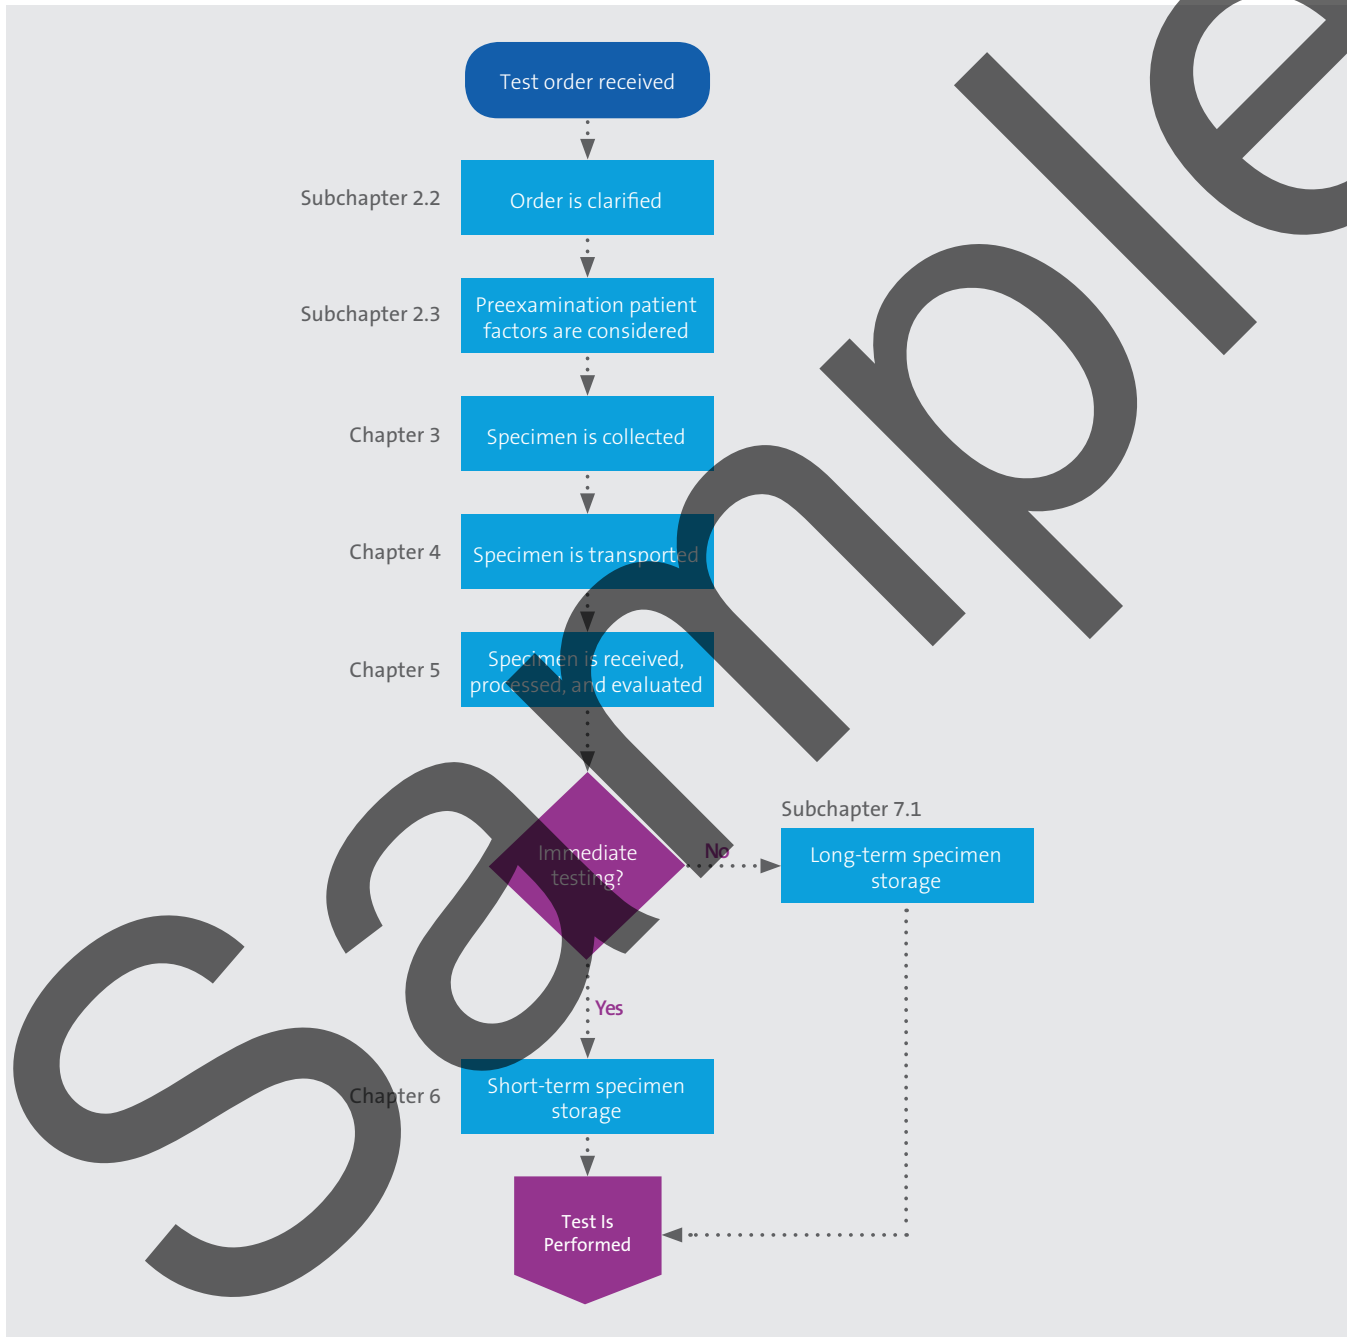 Test order received
Subchapter 2.2
Order is clarified
Subchapter 2.3
Preexamination patient
factors are considered
Chapter 3
Specimen is collected
Chapter 4
Specimen is transported
Chapter 5
Specimen is received,
processed, and evaluated
Immediate
testing?
No
Subchapter 7.1
Long-term specimen
storage
Yes
Chapter 6
Short-term specimen
storage
Test Is
Performed
Sample